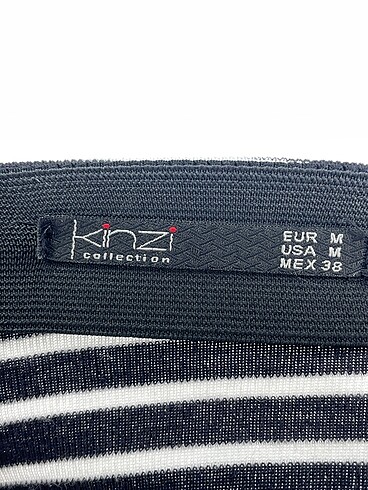 Kinzi
collection
EUR M
USA M
MEX 38